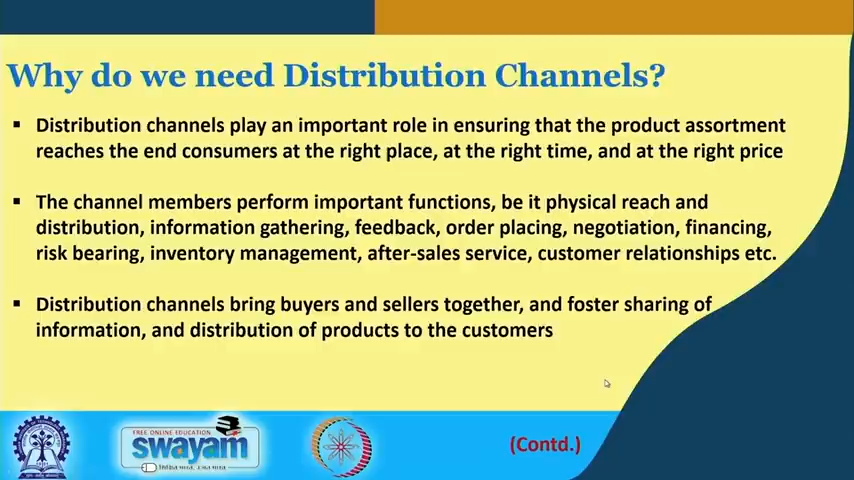 Why do we need Distribution Channels?
▪ Distribution channels play an important role in ensuring that the product assortment
reaches the end consumers at the right place, at the right time, and at the right price
▪ The channel members perform important functions, be it physical reach and
distribution, information gathering, feedback, order placing, negotiation, financing,
risk bearing, inventory management, after-sales service, customer relationships etc.
▪ Distribution channels bring buyers and sellers together, and foster sharing of
information, and distribution of products to the customers
FREE ONLINE EDUCATION
swayam
(Contd.)